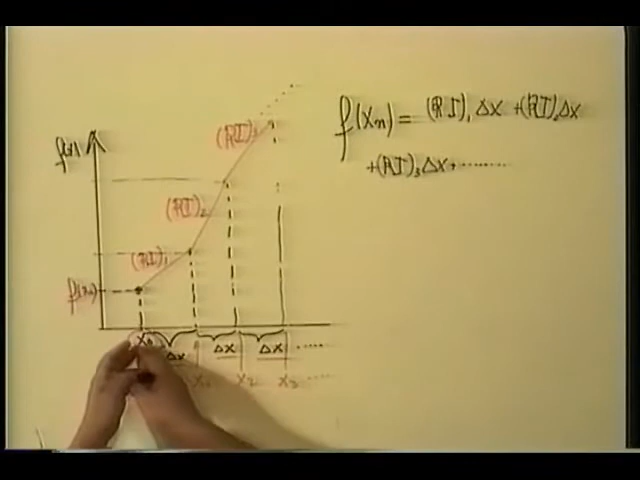 f(x)
f(x₀)
(RI)₁
(RI)₂
(RI)₃
f(xₙ) = (RI)₁ Δx + (RI)₂ Δx
+ (RI)₃ Δx + ········
x₀
Δx Δx Δx ·····
x₁ x₂ x₃ ·····